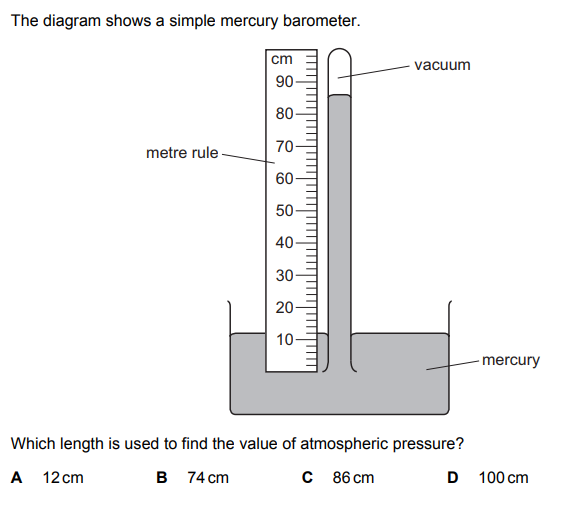 The diagram shows a simple mercury barometer.
cm
vacuum
90
80
70
metre rule
60
50
40
30
20
10
mercury
Which length is used to find the value of atmospheric pressure?
A 12 cm B 74 cm C 86 cm D 100 cm